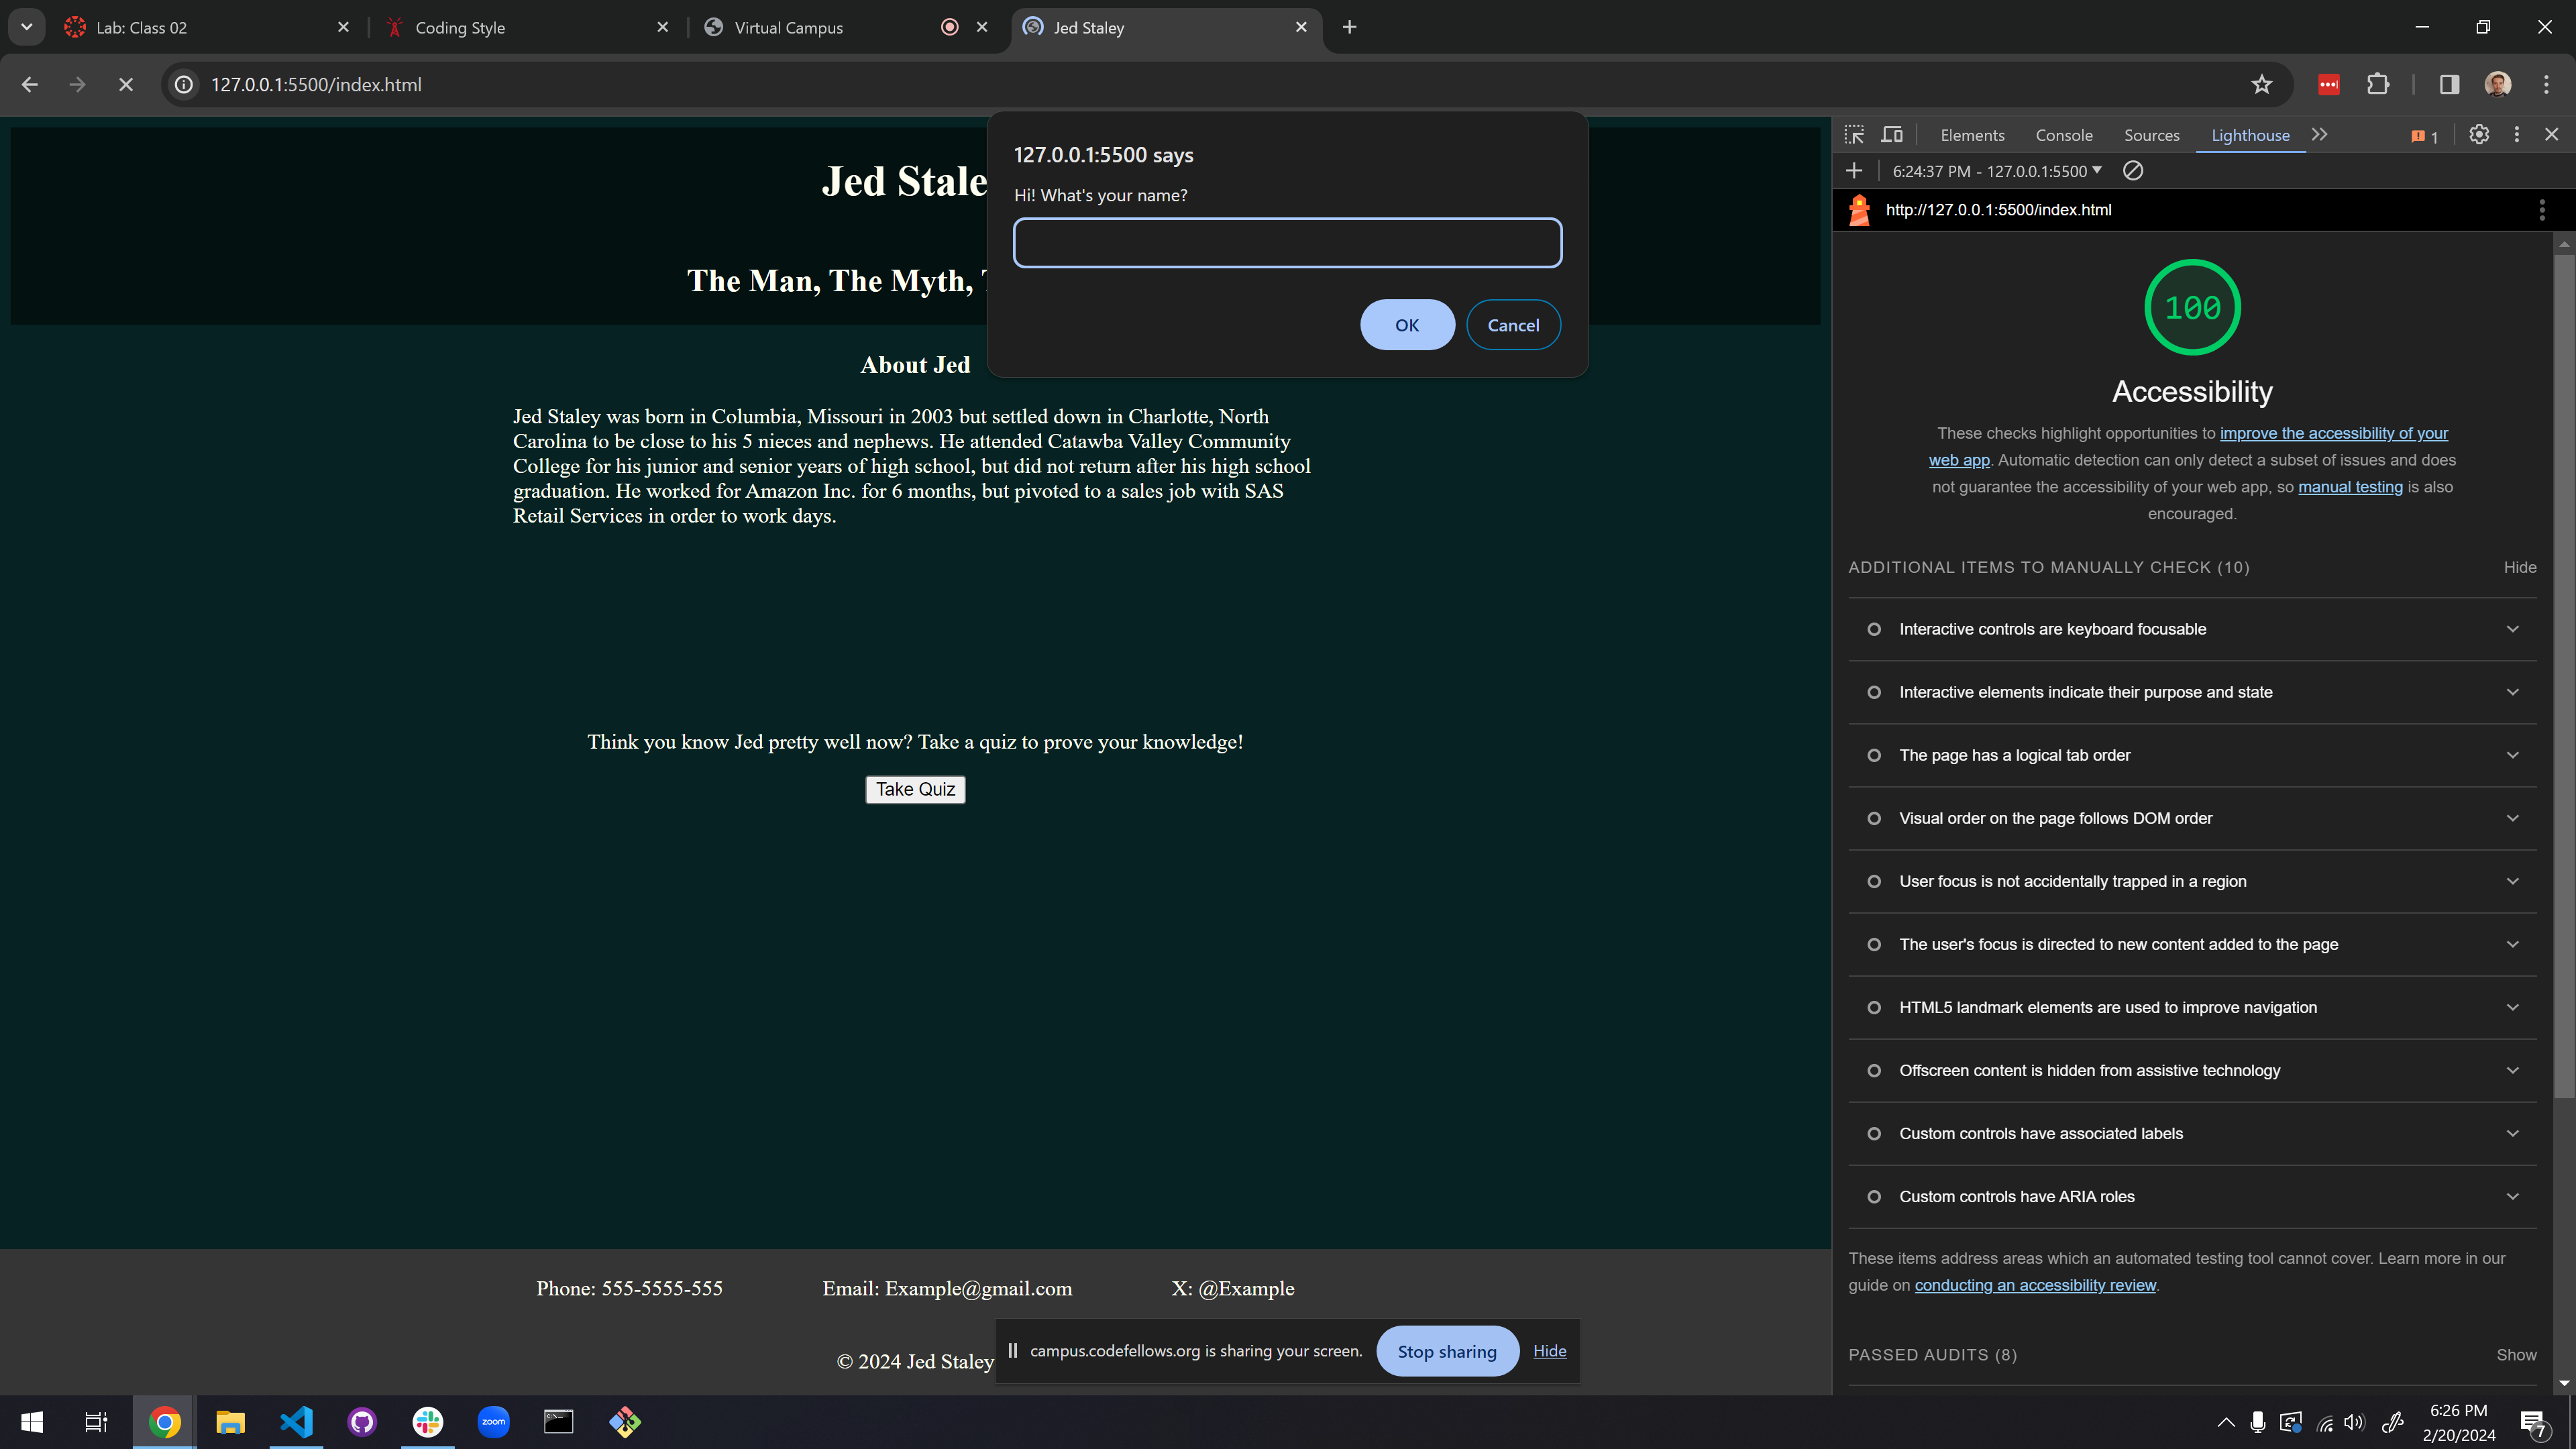 Lab: Class 02
Coding Style
Virtual Campus
Jed Staley
127.0.0.1:5500/index.html
127.0.0.1:5500 says
Hi! What's your name?
OK
Cancel
Jed Stale
The Man, The Myth,
About Jed
Jed Staley was born in Columbia, Missouri in 2003 but settled down in Charlotte, North
Carolina to be close to his 5 nieces and nephews. He attended Catawba Valley Community
College for his junior and senior years of high school, but did not return after his high school
graduation. He worked for Amazon Inc. for 6 months, but pivoted to a sales job with SAS
Retail Services in order to work days.
Think you know Jed pretty well now? Take a quiz to prove your knowledge!
Take Quiz
Phone: 555-5555-555
Email: Example@gmail.com
X: @Example
© 2024 Jed Staley
campus.codefellows.org is sharing your screen.
Stop sharing
Hide
Elements
Console
Sources
Lighthouse
1
6:24:37 PM - 127.0.0.1:5500
http://127.0.0.1:5500/index.html
100
Accessibility
These checks highlight opportunities to improve the accessibility of your
web app. Automatic detection can only detect a subset of issues and does
not guarantee the accessibility of your web app, so manual testing is also
encouraged.
ADDITIONAL ITEMS TO MANUALLY CHECK (10)
Hide
Interactive controls are keyboard focusable
Interactive elements indicate their purpose and state
The page has a logical tab order
Visual order on the page follows DOM order
User focus is not accidentally trapped in a region
The user's focus is directed to new content added to the page
HTML5 landmark elements are used to improve navigation
Offscreen content is hidden from assistive technology
Custom controls have associated labels
Custom controls have ARIA roles
These items address areas which an automated testing tool cannot cover. Learn more in our
guide on conducting an accessibility review.
PASSED AUDITS (8)
Show
zoom
6:26 PM
2/20/2024
7